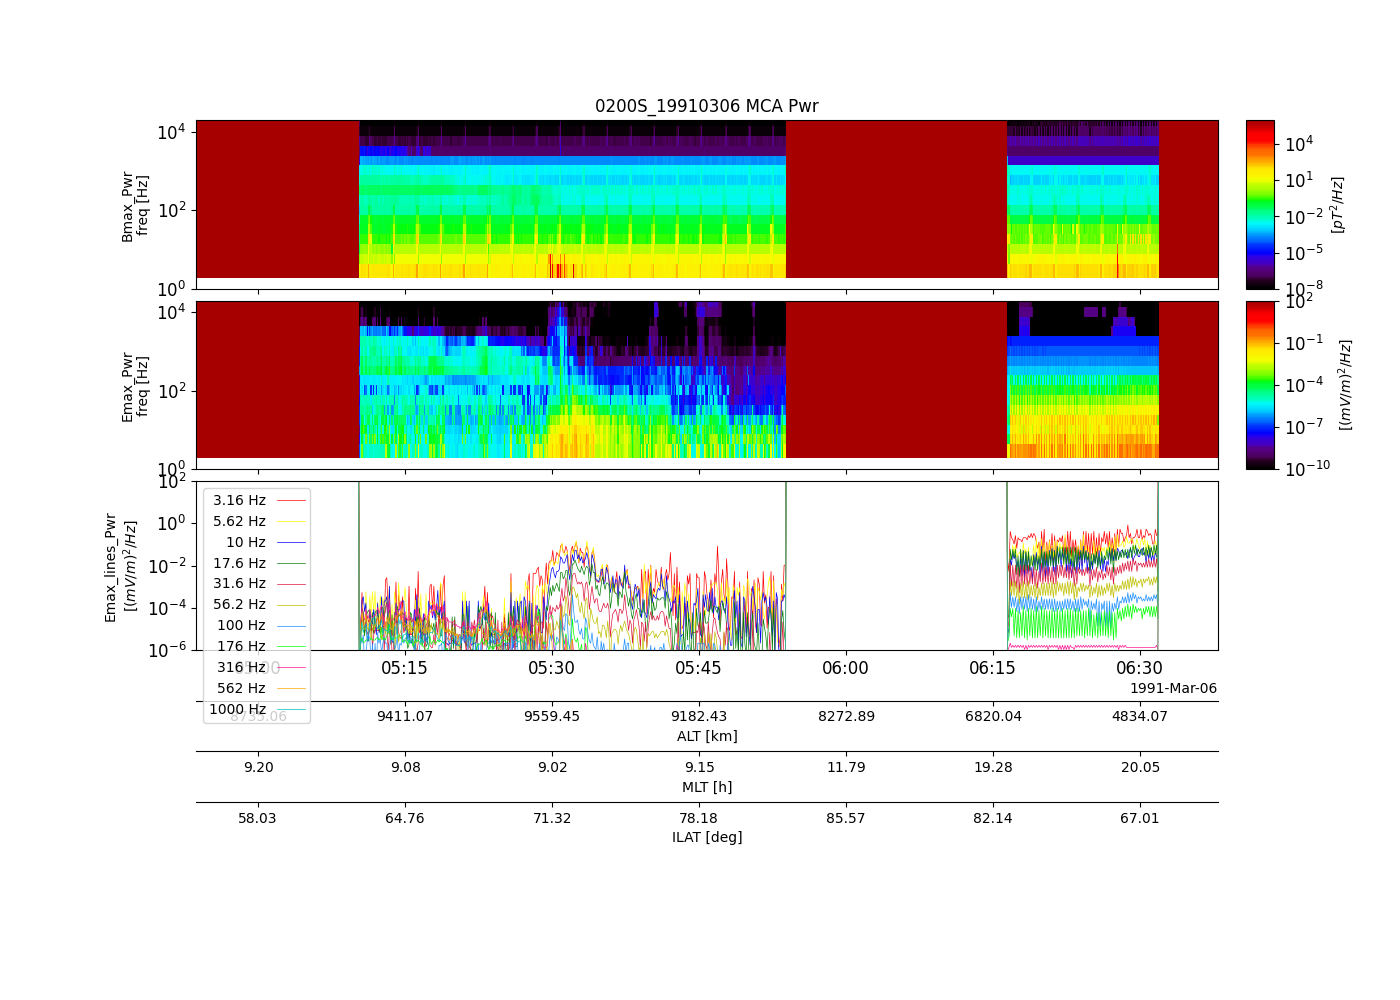 0200S_19910306 MCA Pwr
10^4
10^2
10^0
Bmax_Pwr
freq [Hz]
10^4
10^1
10^-2
10^-5
10^-8
[pT^2/Hz]
10^4
10^2
10^0
Emax_Pwr
freq [Hz]
10^2
10^-1
10^-4
10^-7
10^-10
[(mV/m)^2/Hz]
10^2
10^0
10^-2
10^-4
10^-6
Emax_lines_Pwr
[(mV/m)^2/Hz]
3.16 Hz
5.62 Hz
10 Hz
17.6 Hz
31.6 Hz
56.2 Hz
100 Hz
176 Hz
316 Hz
562 Hz
1000 Hz
05:00 05:15 05:30 05:45 06:00 06:15 06:30
1991-Mar-06
8735.06 9411.07 9559.45 9182.43 8272.89 6820.04 4834.07
ALT [km]
9.20 9.08 9.02 9.15 11.79 19.28 20.05
MLT [h]
58.03 64.76 71.32 78.18 85.57 82.14 67.01
ILAT [deg]